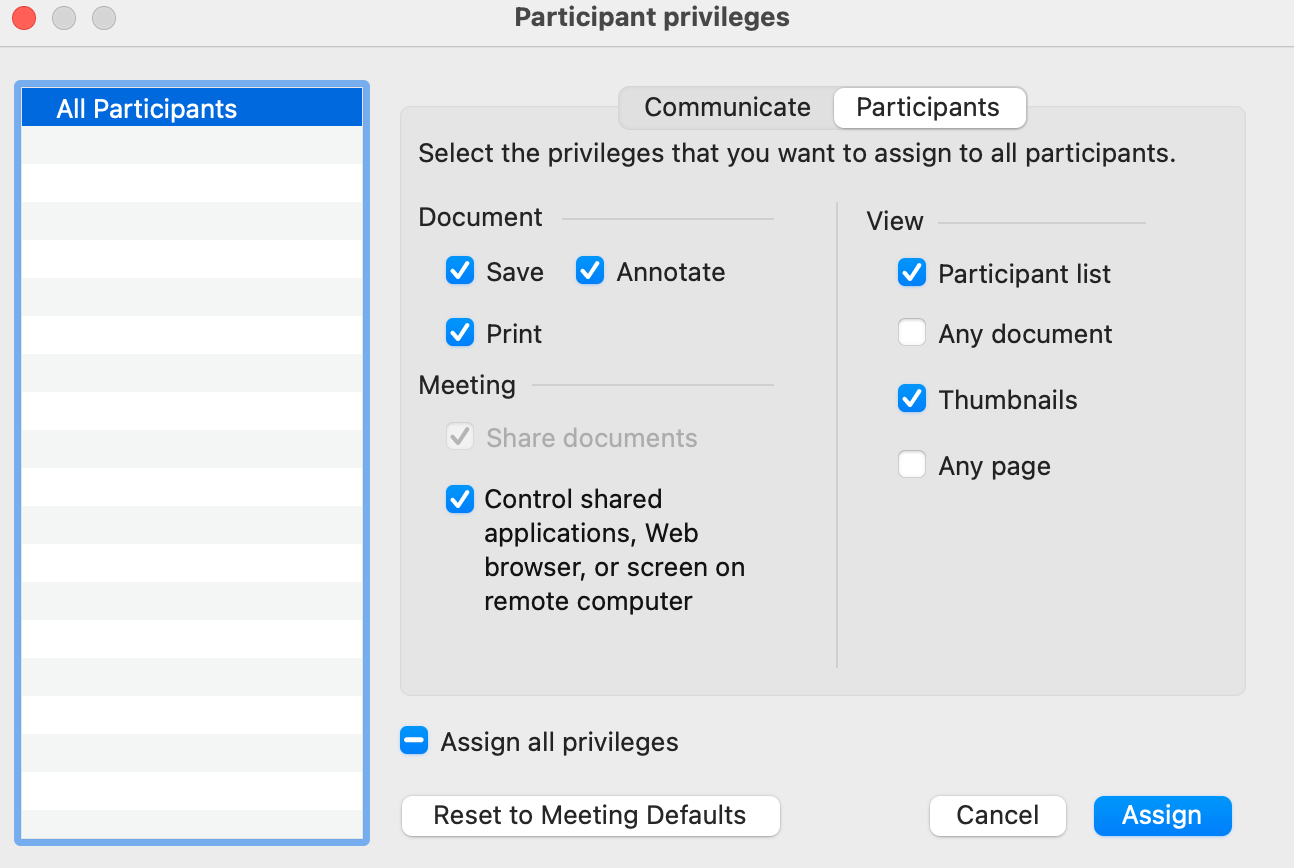 Participant privileges
All Participants
Communicate
Participants
Select the privileges that you want to assign to all participants.
Document
Save
Annotate
Print
Meeting
Share documents
Control shared
applications, Web
browser, or screen on
remote computer
View
Participant list
Any document
Thumbnails
Any page
Assign all privileges
Reset to Meeting Defaults
Cancel
Assign